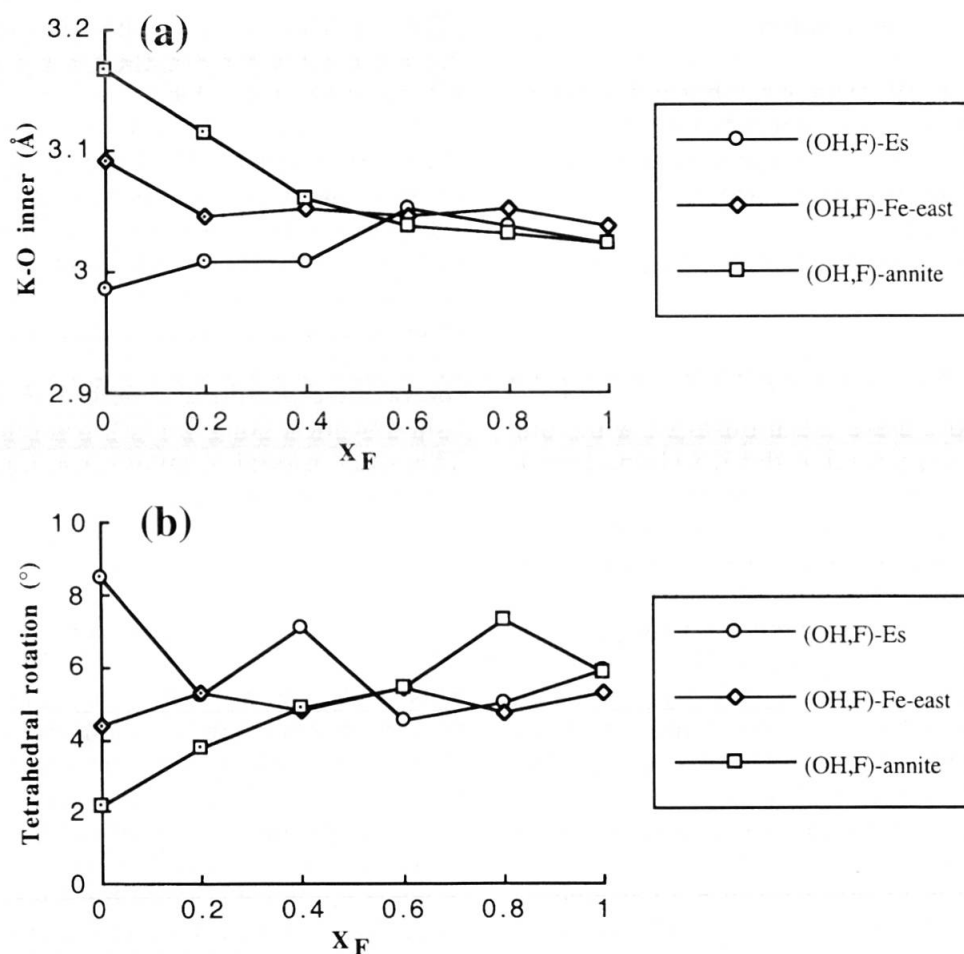 (a)
3.2
3.1
3
2.9
K-O inner (Å)
0 0.2 0.4 0.6 0.8 1
XF
(OH,F)-Es
(OH,F)-Fe-east
(OH,F)-annite
(b)
10
8
6
4
2
0
Tetrahedral rotation (°)
0 0.2 0.4 0.6 0.8 1
XF
(OH,F)-Es
(OH,F)-Fe-east
(OH,F)-annite